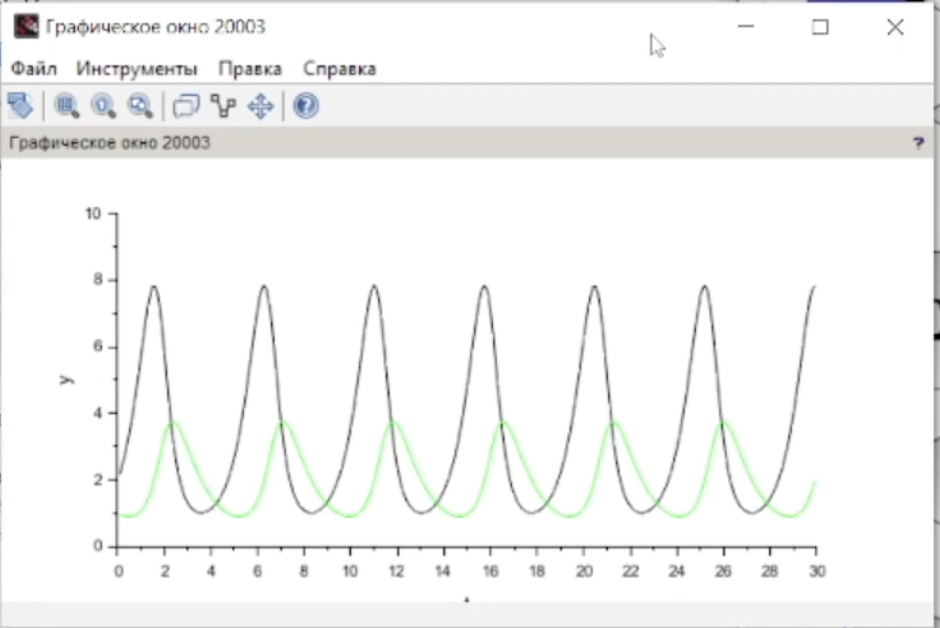 Графическое окно 20003
Файл Инструменты Правка Справка
Графическое окно 20003 ?
10
8
6
y
4
2
0
0 2 4 6 8 10 12 14 16 18 20 22 24 26 28 30